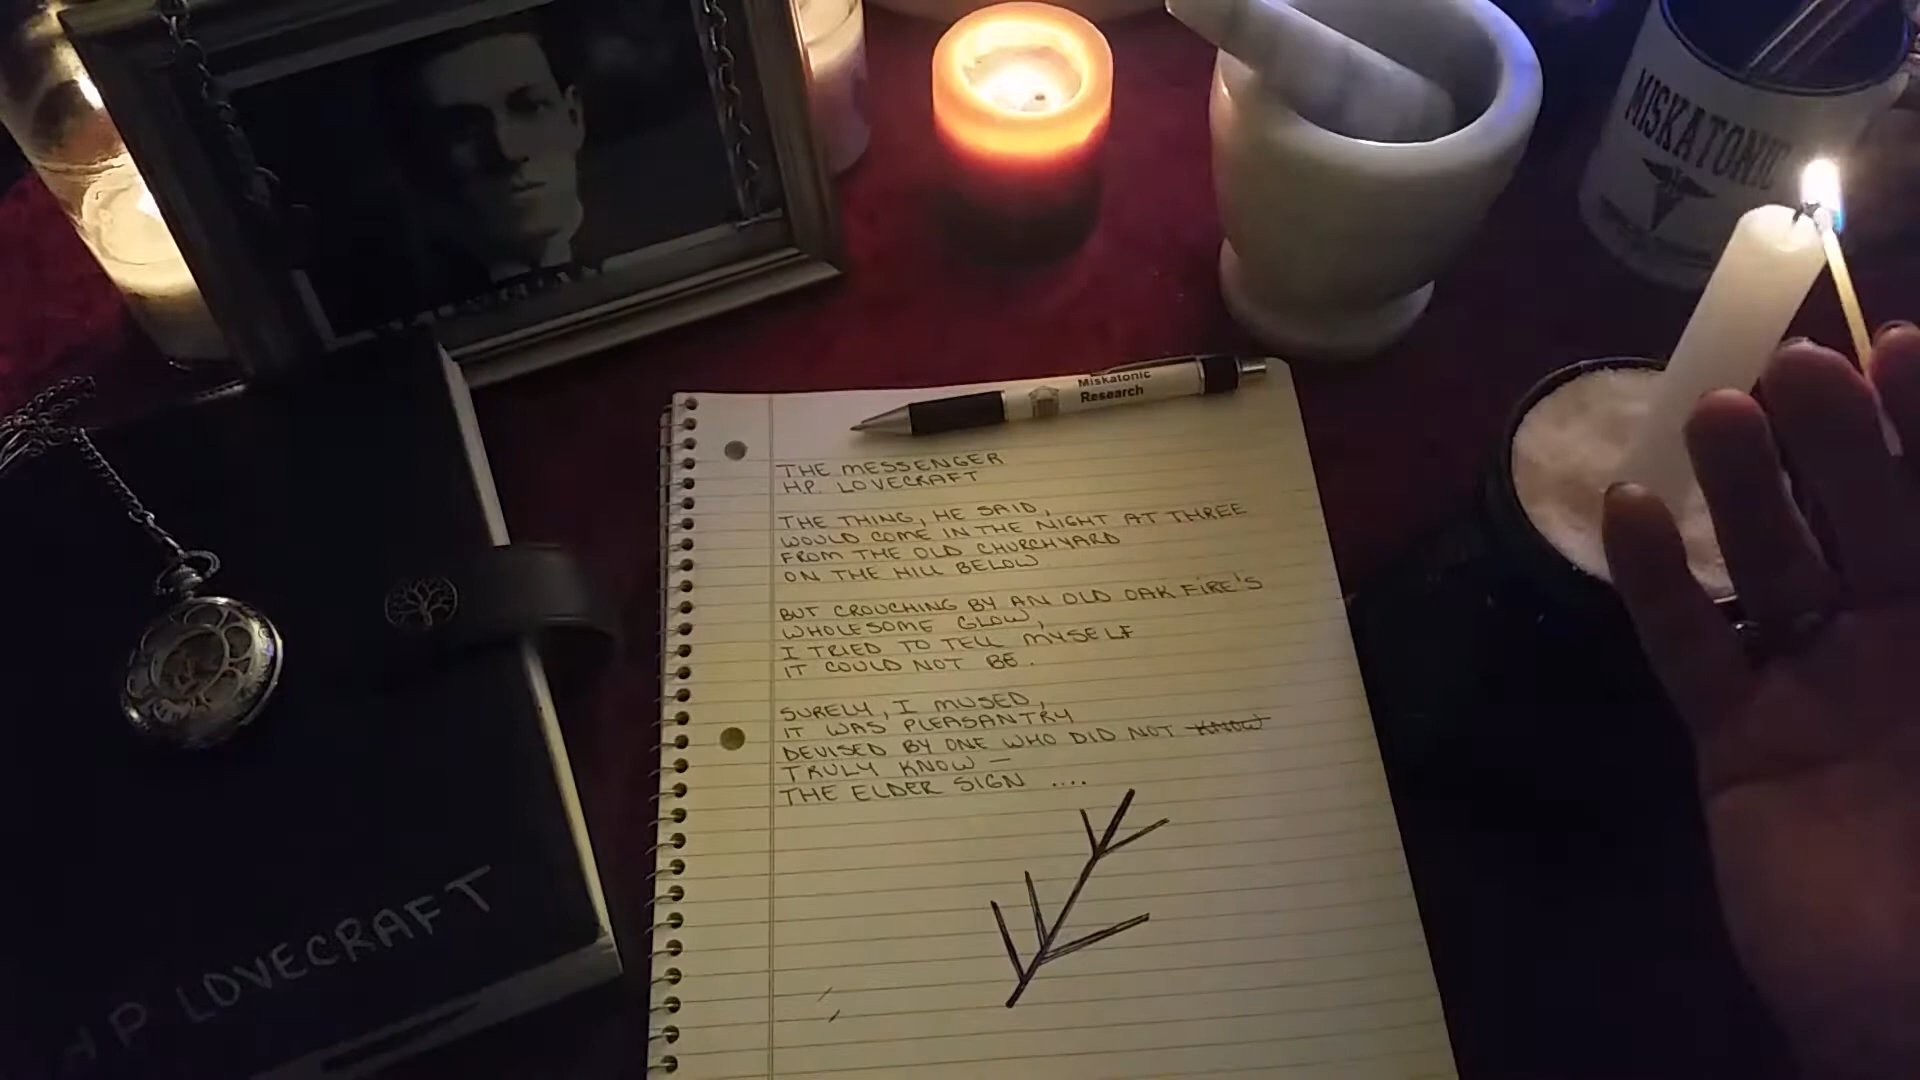 MISKATONIC
Miskatonic
Research
THE MESSENGER
H.P. LOVECRAFT
THE THING, HE SAID,
WOULD COME IN THE NIGHT AT THREE
FROM THE OLD CHURCHYARD
ON THE HILL BELOW
BUT CROUCHING BY AN OLD OAK FIRE'S
WHOLESOME GLOW,
I TRIED TO TELL MYSELF
IT COULD NOT BE.
SURELY, I MUSED,
IT WAS PLEASANTRY
DEVISED BY ONE WHO DID NOT KNOW
TRULY KNOW —
THE ELDER SIGN ....
HP LOVECRAFT